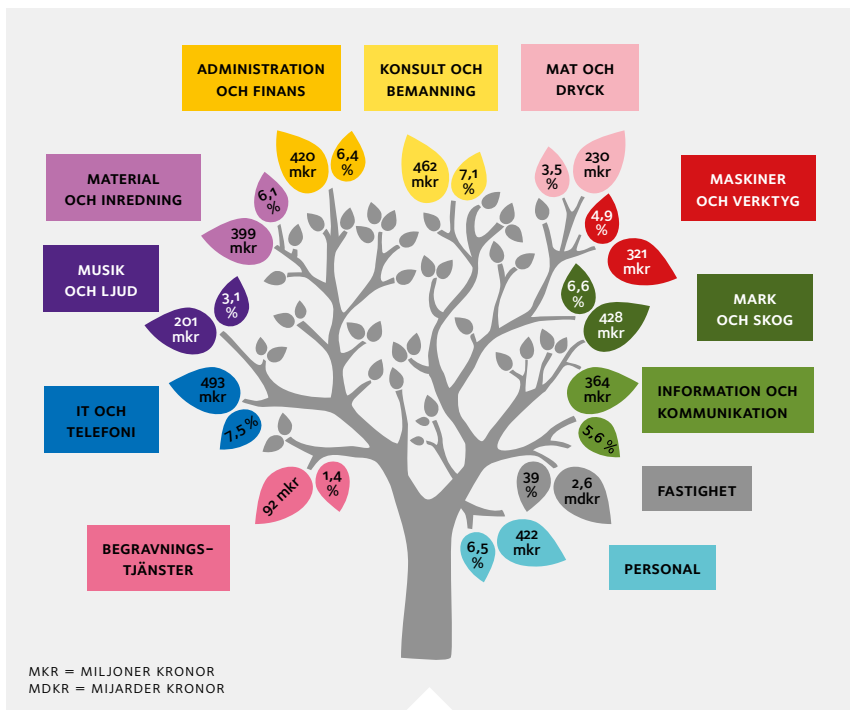 ADMINISTRATION
OCH FINANS
KONSULT OCH
BEMANNING
MAT OCH
DRYCK
420
mkr
6,4
%
462
mkr
7,1
%
3,5
%
230
mkr
MATERIAL
OCH INREDNING
6,1
%
399
mkr
MASKINER
OCH VERKTYG
4,9
%
321
mkr
MUSIK
OCH LJUD
3,1
%
201
mkr
6,6
%
428
mkr
MARK
OCH SKOG
IT OCH
TELEFONI
493
mkr
7,5 %
364
mkr
5,6 %
INFORMATION OCH
KOMMUNIKATION
92 mkr
1,4
%
39
%
2,6
mdkr
FASTIGHET
BEGRAVNINGS–
TJÄNSTER
6,5
%
422
mkr
PERSONAL
MKR = MILJONER KRONOR
MDKR = MIJARDER KRONOR